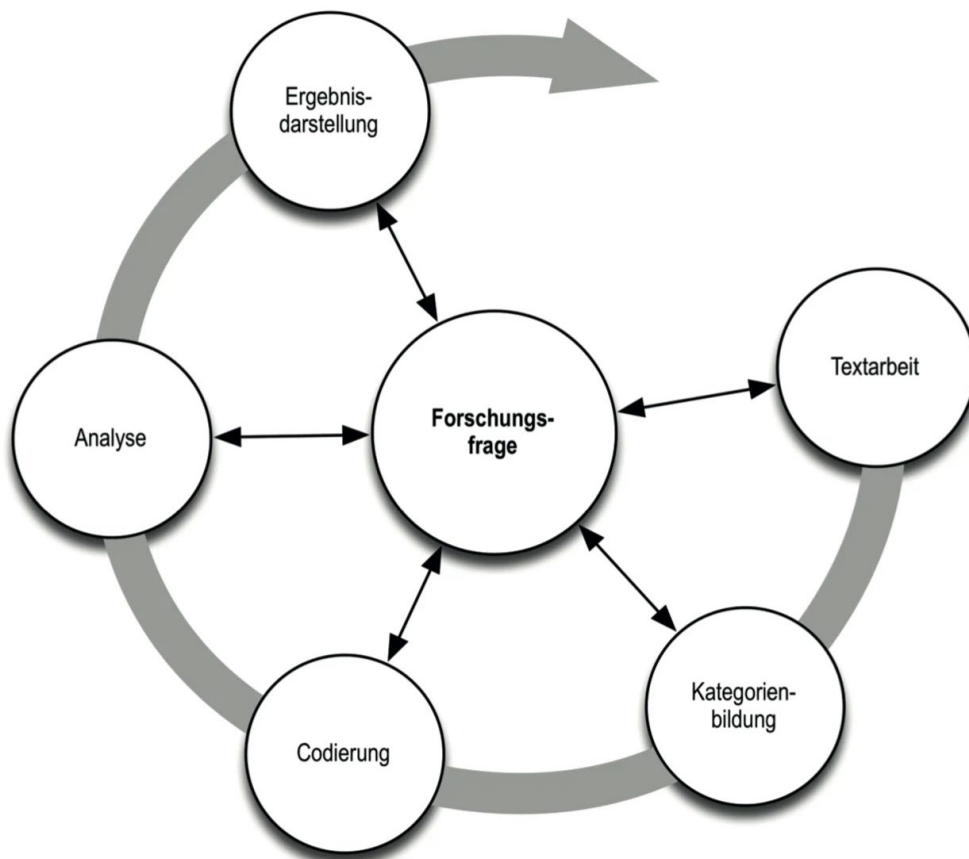 Ergebnis-
darstellung
Textarbeit
Forschungs-
frage
Analyse
Kategorien-
bildung
Codierung